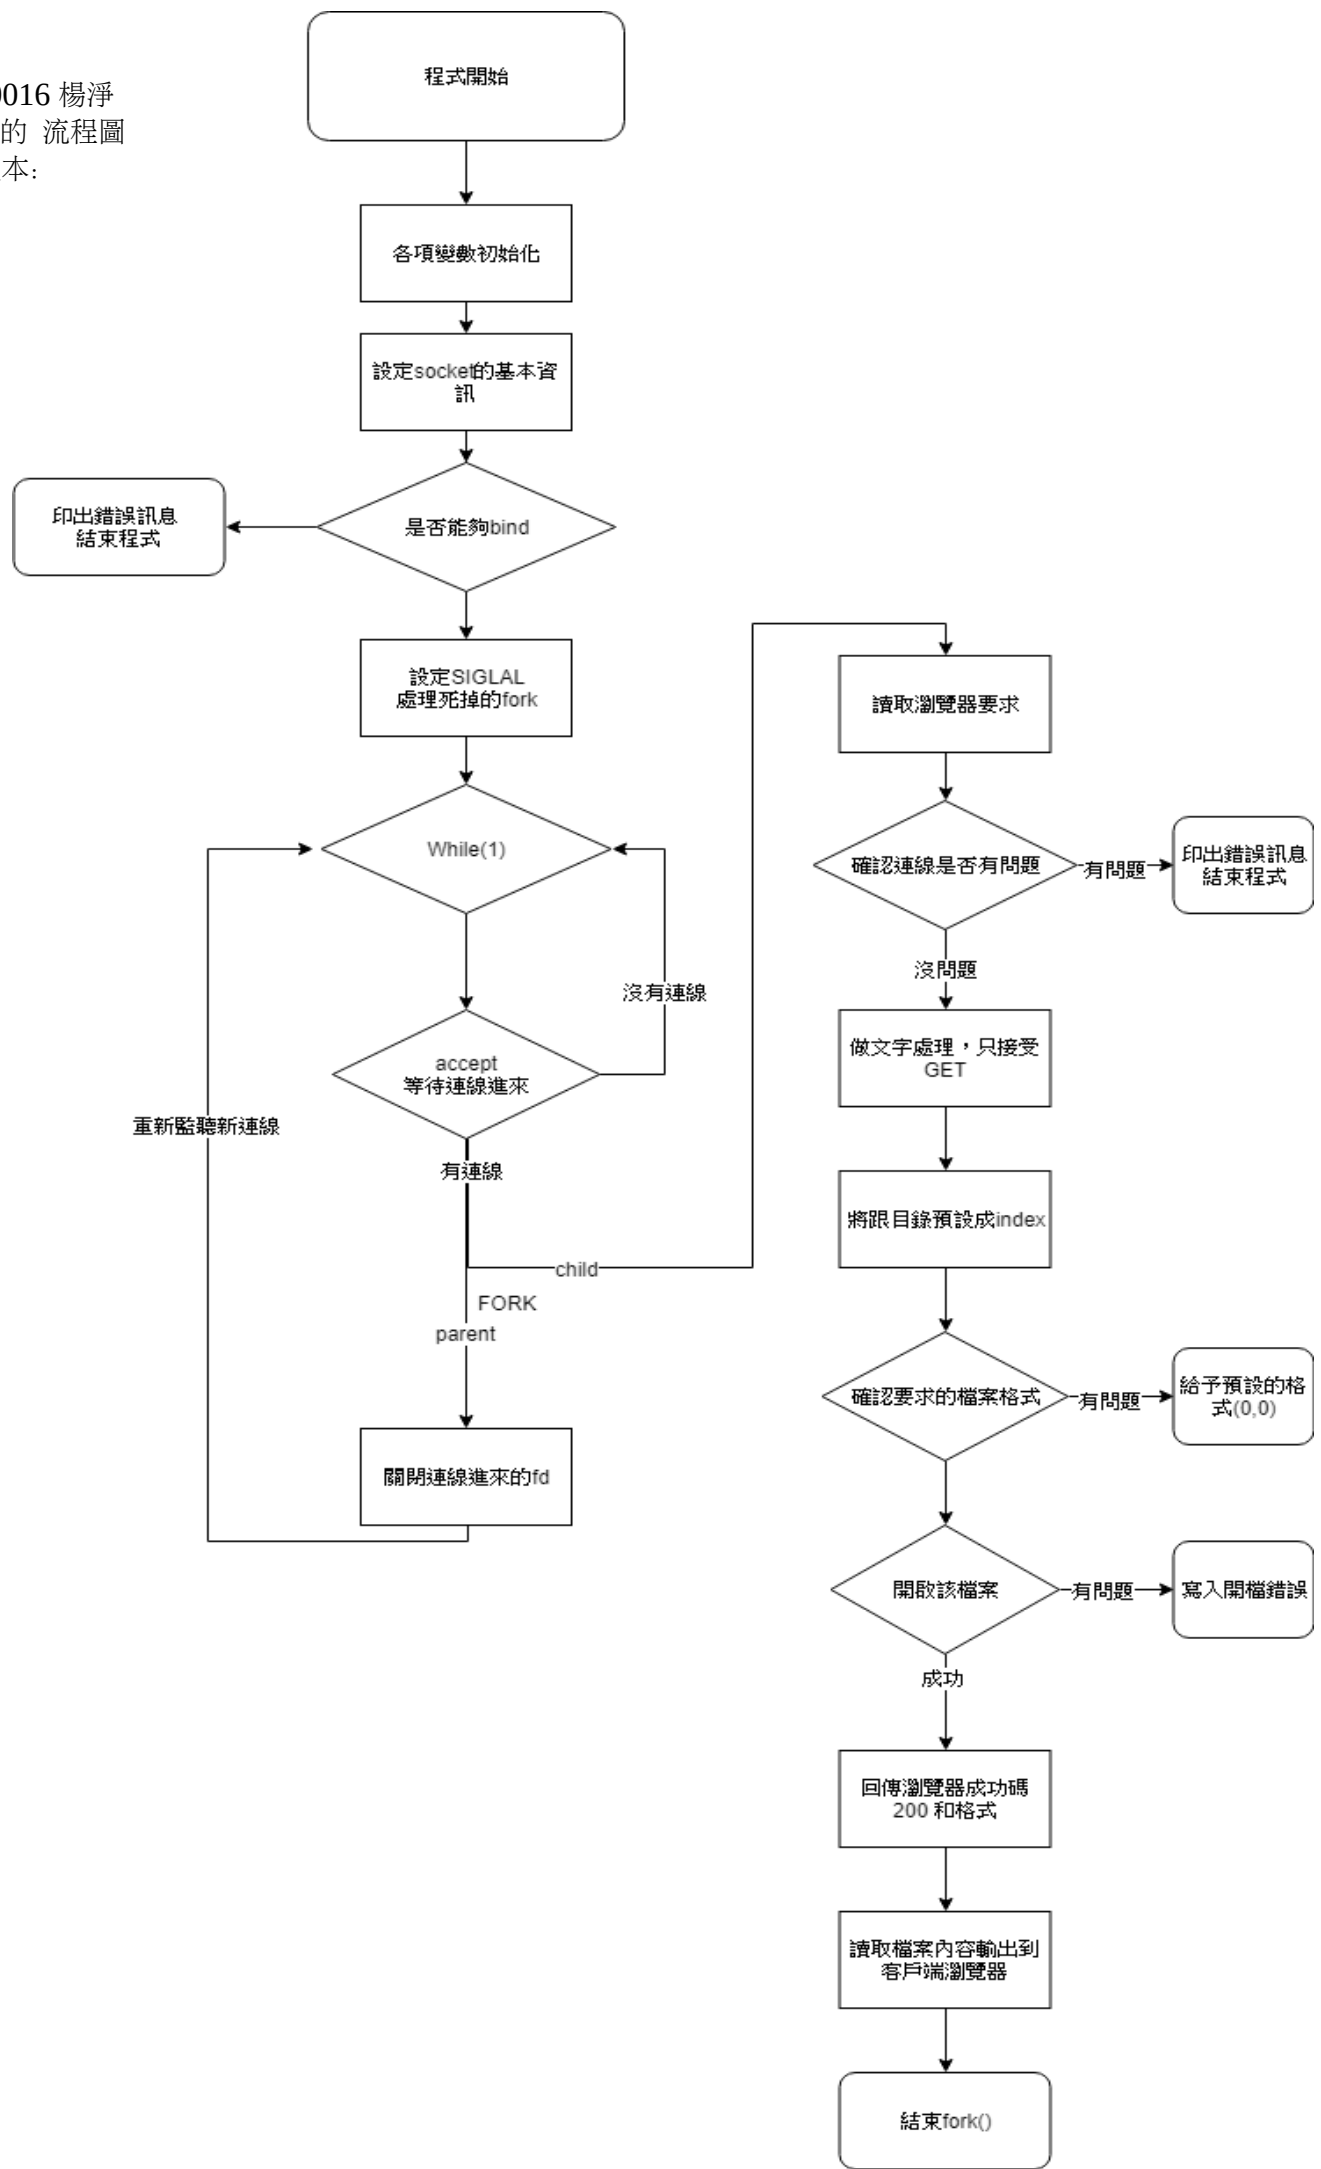 0016 楊淨
的 流程圖
本:
程式開始
各項變數初始化
設定socket的基本資
訊
是否能夠bind
印出錯誤訊息
結束程式
設定SIGLAL
處理死掉的fork
While(1)
沒有連線
accept
等待連線進來
重新監聽新連線
有連線
child
FORK
parent
關閉連線進來的fd
讀取瀏覽器要求
確認連線是否有問題
有問題
印出錯誤訊息
結束程式
沒問題
做文字處理，只接受
GET
將跟目錄預設成index
確認要求的檔案格式
有問題
給予預設的格
式(0,0)
開啟該檔案
有問題
寫入開檔錯誤
成功
回傳瀏覽器成功碼
200 和格式
讀取檔案內容輸出到
客戶端瀏覽器
結束fork()